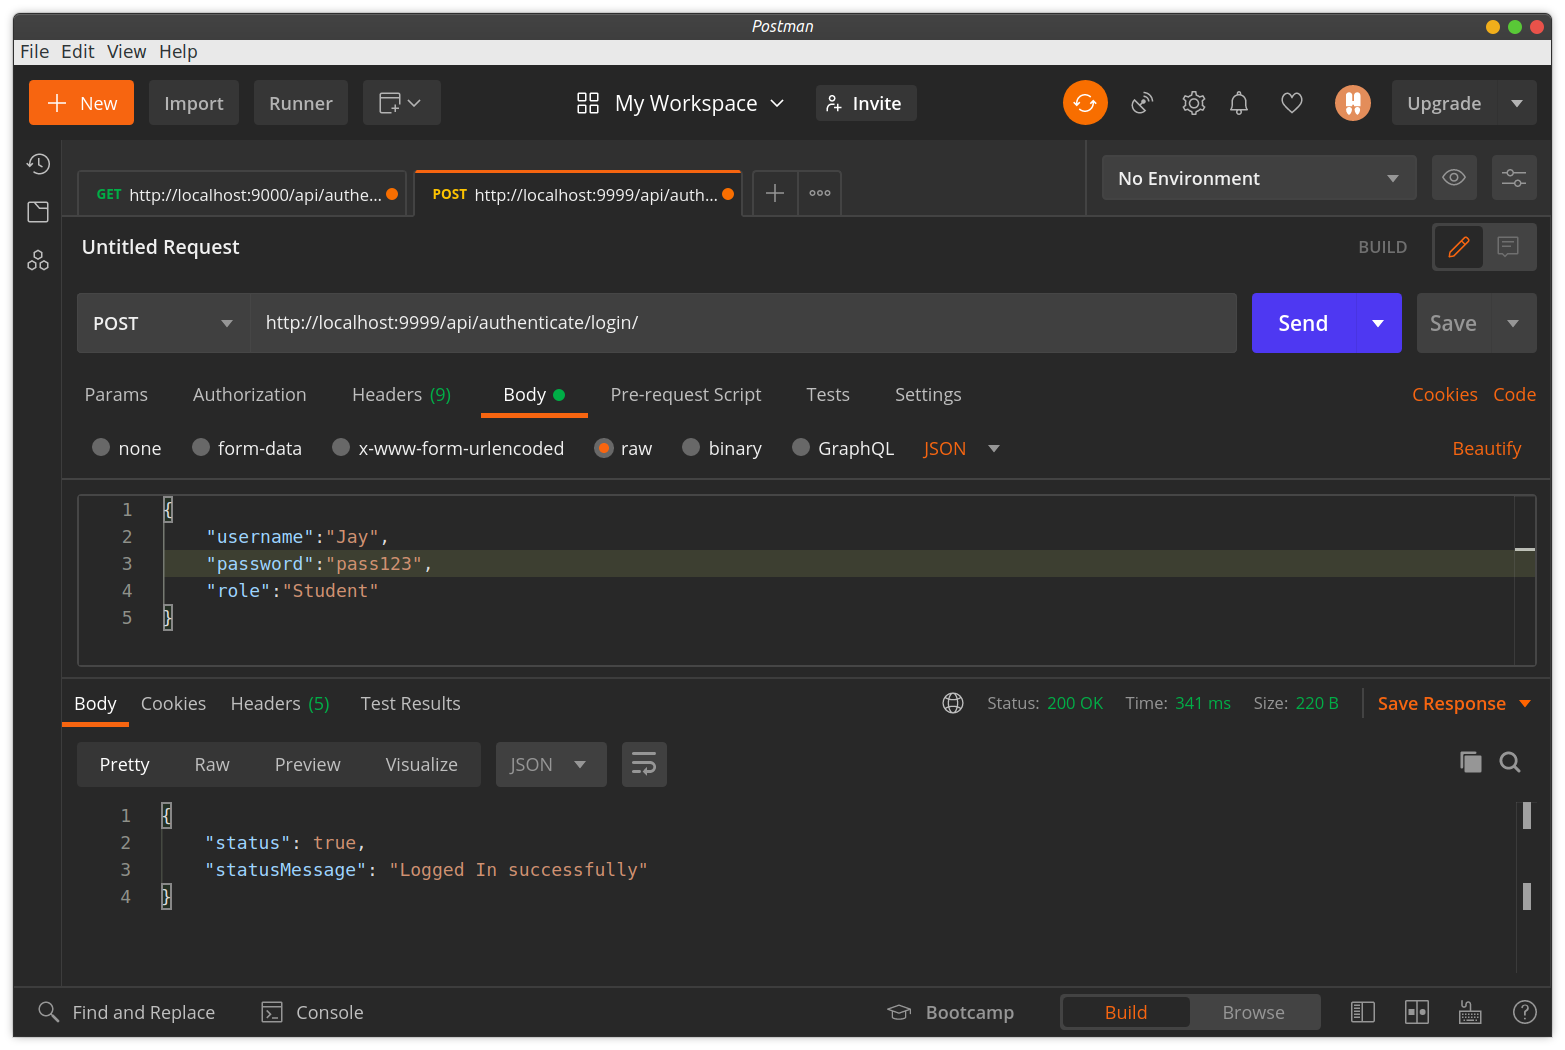 Postman
File Edit View Help
New Import Runner My Workspace Invite Upgrade
GET http://localhost:9000/api/authe... POST http://localhost:9999/api/auth... No Environment
Untitled Request BUILD
POST http://localhost:9999/api/authenticate/login/ Send Save
Params Authorization Headers (9) Body Pre-request Script Tests Settings Cookies Code
none form-data x-www-form-urlencoded raw binary GraphQL JSON Beautify
1 {
2 "username":"Jay",
3 "password":"pass123",
4 "role":"Student"
5 }
Body Cookies Headers (5) Test Results Status: 200 OK Time: 341 ms Size: 220 B Save Response
Pretty Raw Preview Visualize JSON
1 {
2 "status": true,
3 "statusMessage": "Logged In successfully"
4 }
Find and Replace Console Bootcamp Build Browse ?